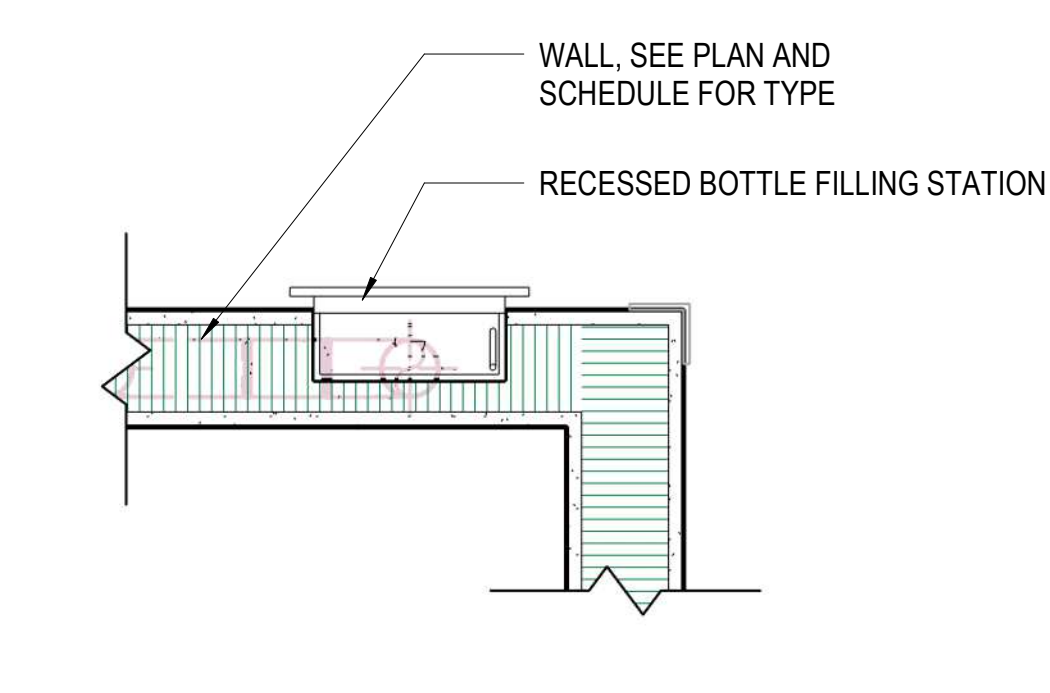 WALL, SEE PLAN AND
SCHEDULE FOR TYPE
RECESSED BOTTLE FILLING STATION